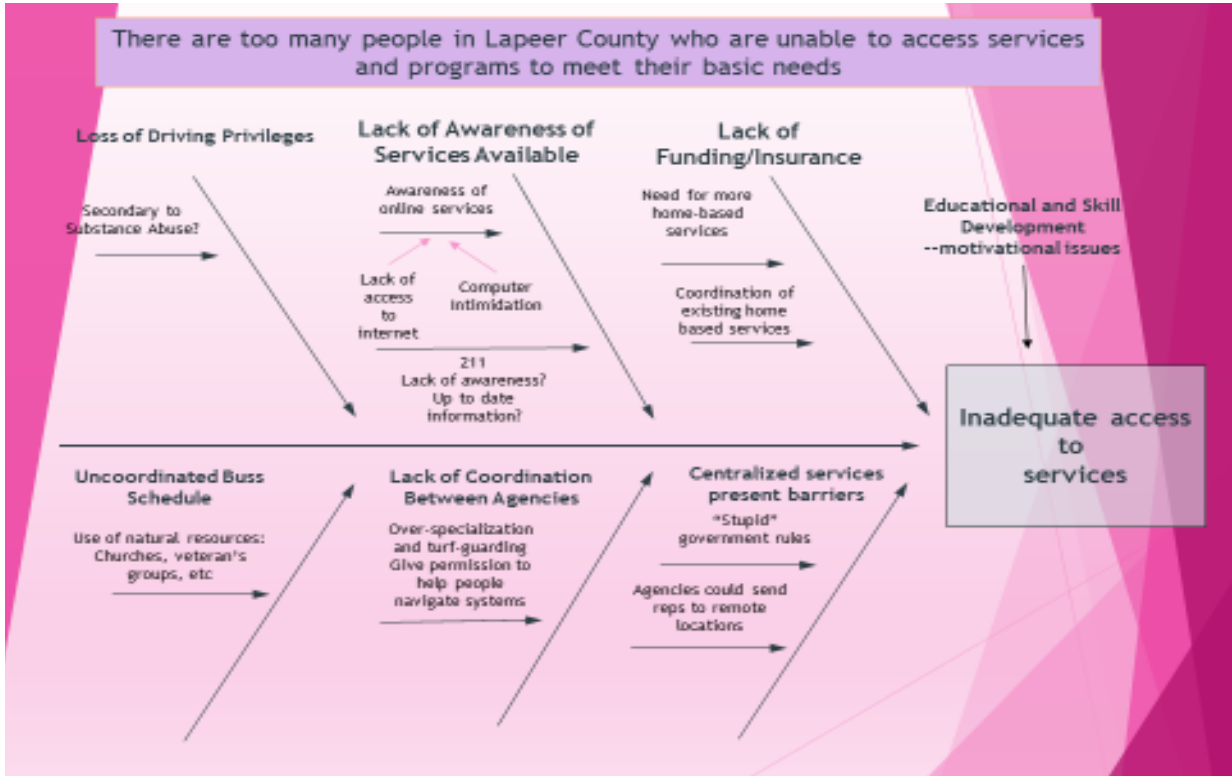 There are too many people in Lapeer County who are unable to access services
and programs to meet their basic needs
Loss of Driving Privileges
Secondary to
Substance Abuse?
Lack of Awareness of
Services Available
Awareness of
online services
Lack of
access
to
internet
Computer
Intimidation
211
Lack of awareness?
Up to date
information?
Lack of
Funding/Insurance
Need for more
home-based
services
Coordination of
existing home
based services
Educational and Skill
Development
--motivational issues
Inadequate access
to
services
Uncoordinated Buss
Schedule
Use of natural resources:
Churches, veteran's
groups, etc
Lack of Coordination
Between Agencies
Over-specialization
and turf-guarding
Give permission to
help people
navigate systems
Centralized services
present barriers
"Stupid"
government rules
Agencies could send
reps to remote
locations